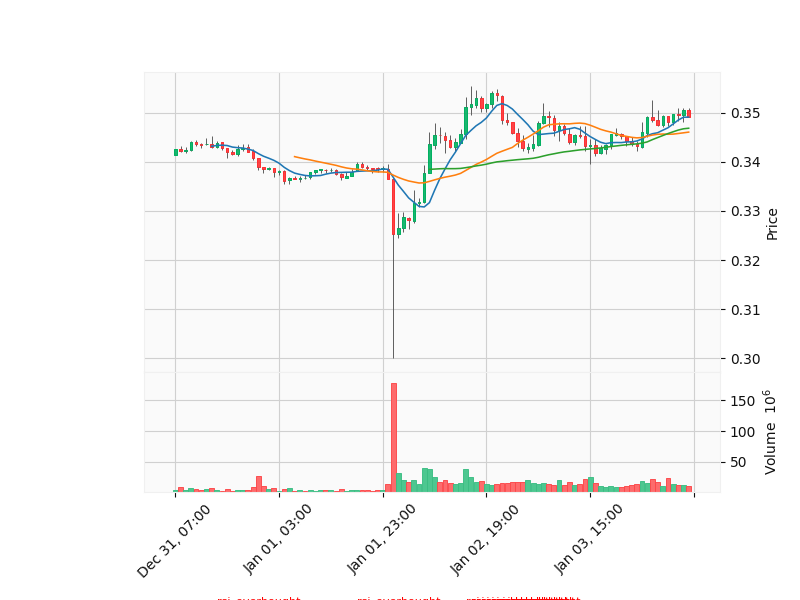 0.35
0.34
0.33
0.32
0.31
0.30
Price
150
100
50
Volume 10⁶
Dec 31, 07:00
Jan 01, 03:00
Jan 01, 23:00
Jan 02, 19:00
Jan 03, 15:00